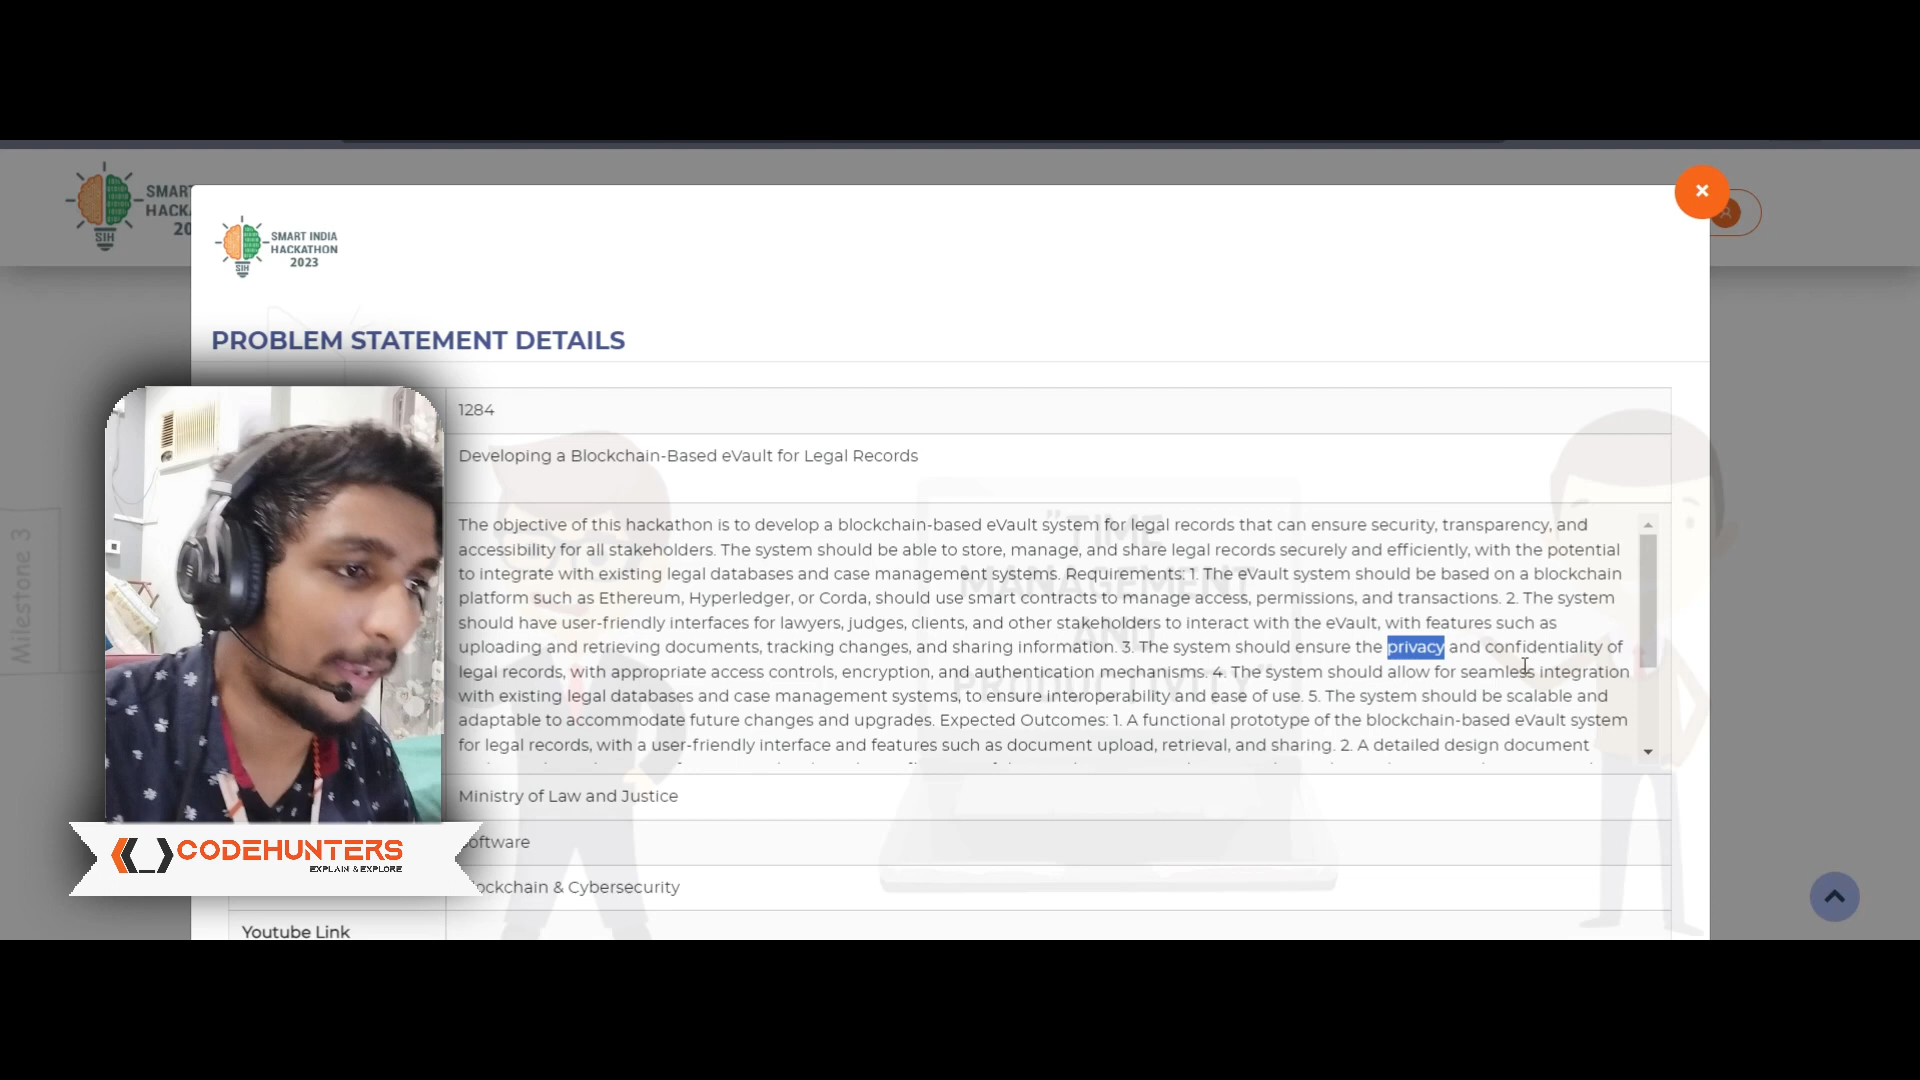 SMART
HACKA
20
SIH
SMART INDIA
HACKATHON
2023
SIH
PROBLEM STATEMENT DETAILS
1284
Developing a Blockchain-Based eVault for Legal Records
The objective of this hackathon is to develop a blockchain-based eVault system for legal records that can ensure security, transparency, and
accessibility for all stakeholders. The system should be able to store, manage, and share legal records securely and efficiently, with the potential
to integrate with existing legal databases and case management systems. Requirements: 1. The eVault system should be based on a blockchain
platform such as Ethereum, Hyperledger, or Corda, should use smart contracts to manage access, permissions, and transactions. 2. The system
should have user-friendly interfaces for lawyers, judges, clients, and other stakeholders to interact with the eVault, with features such as
uploading and retrieving documents, tracking changes, and sharing information. 3. The system should ensure the privacy and confidentiality of
legal records, with appropriate access controls, encryption, and authentication mechanisms. 4. The system should allow for seamless integration
with existing legal databases and case management systems, to ensure interoperability and ease of use. 5. The system should be scalable and
adaptable to accommodate future changes and upgrades. Expected Outcomes: 1. A functional prototype of the blockchain-based eVault system
for legal records, with a user-friendly interface and features such as document upload, retrieval, and sharing. 2. A detailed design document
"TIME
MANAGEMENT
AND
PRODUCTIVITY"
Ministry of Law and Justice
oftware
ockchain & Cybersecurity
Youtube Link
Milestone 3
CODEHUNTERS
EXPLAIN & EXPLORE